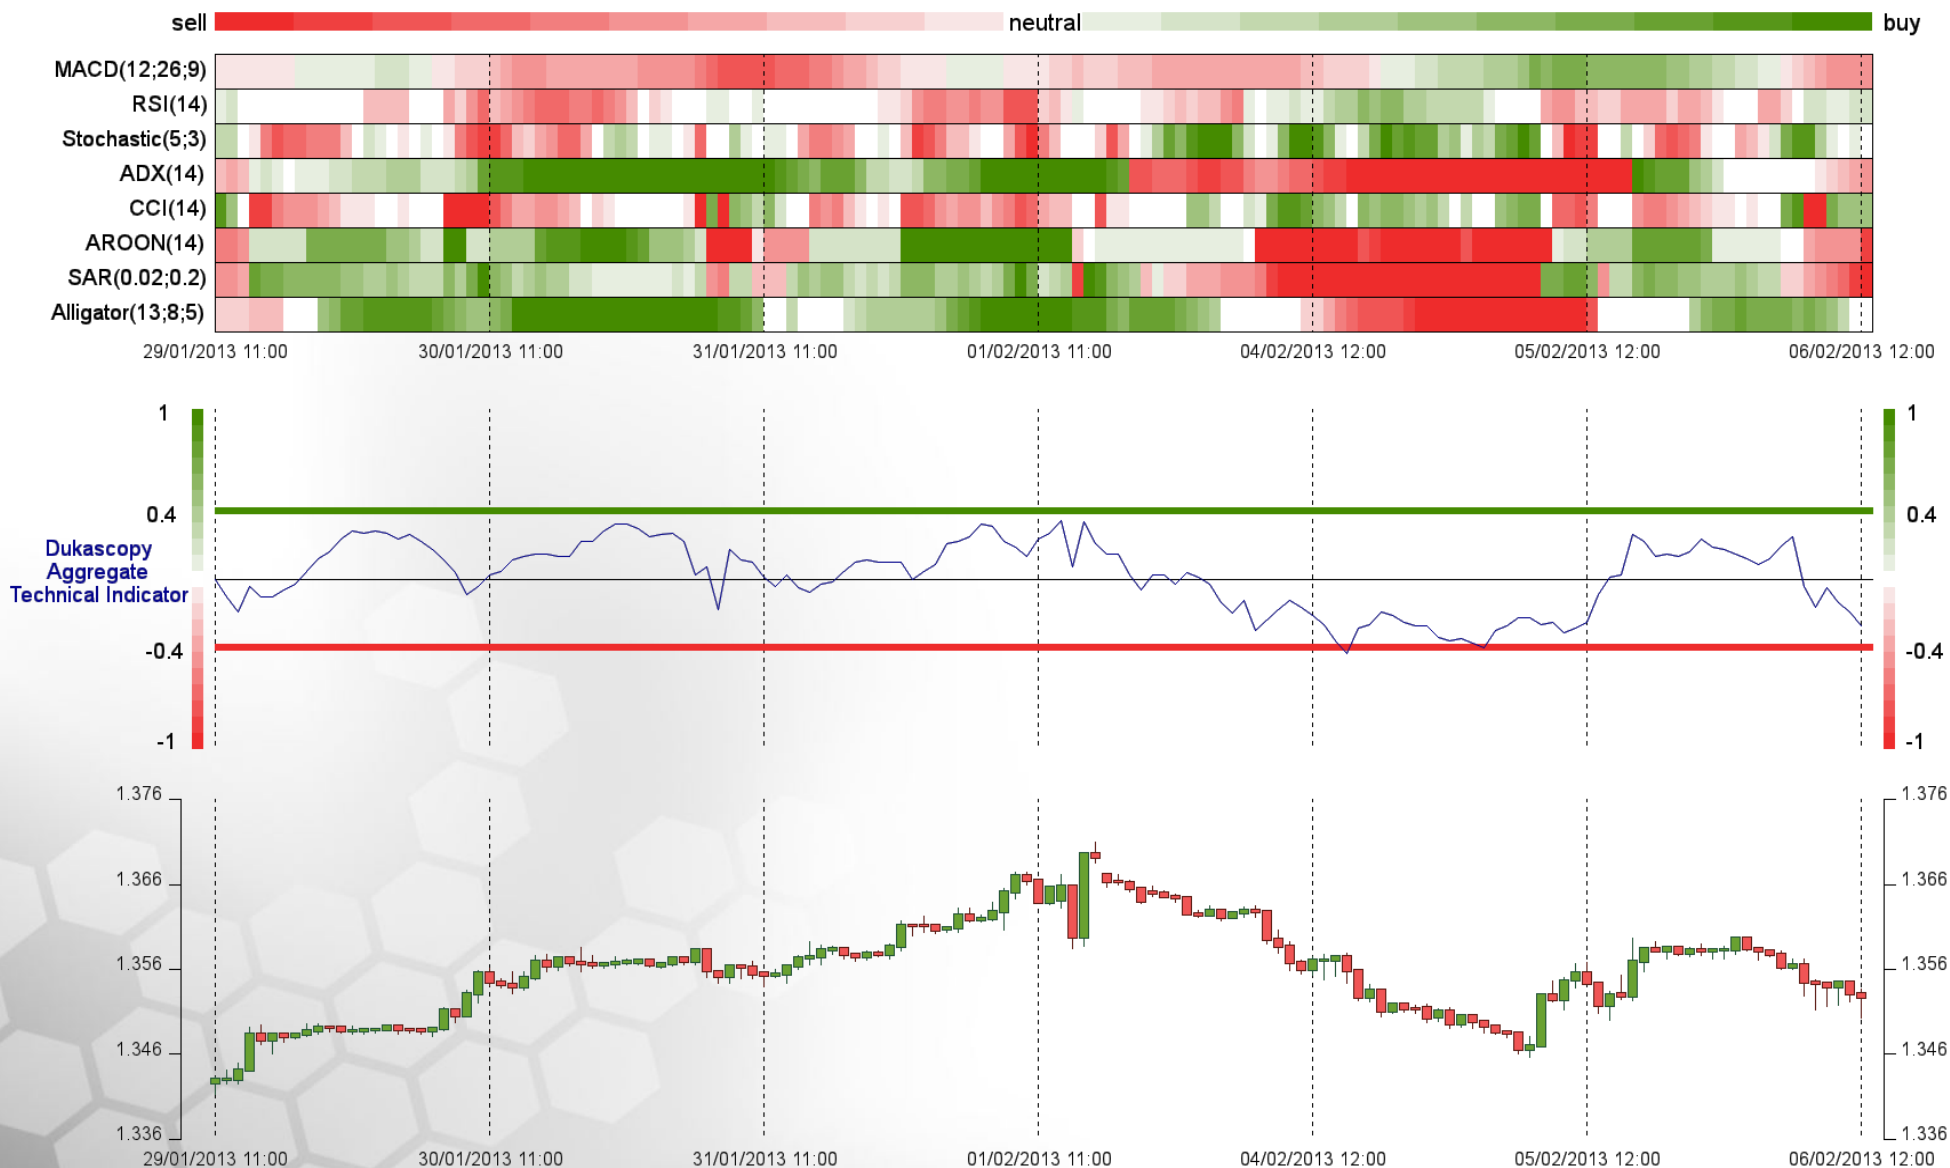 sell neutral buy
MACD(12;26;9)
RSI(14)
Stochastic(5;3)
ADX(14)
CCI(14)
AROON(14)
SAR(0.02;0.2)
Alligator(13;8;5)
29/01/2013 11:00 30/01/2013 11:00 31/01/2013 11:00 01/02/2013 11:00 04/02/2013 12:00 05/02/2013 12:00 06/02/2013 12:00
1 1
0.4 0.4
Dukascopy
Aggregate
Technical Indicator
-0.4 -0.4
-1 -1
1.376 1.376
1.366 1.366
1.356 1.356
1.346 1.346
1.336 1.336
29/01/2013 11:00 30/01/2013 11:00 31/01/2013 11:00 01/02/2013 11:00 04/02/2013 12:00 05/02/2013 12:00 06/02/2013 12:00